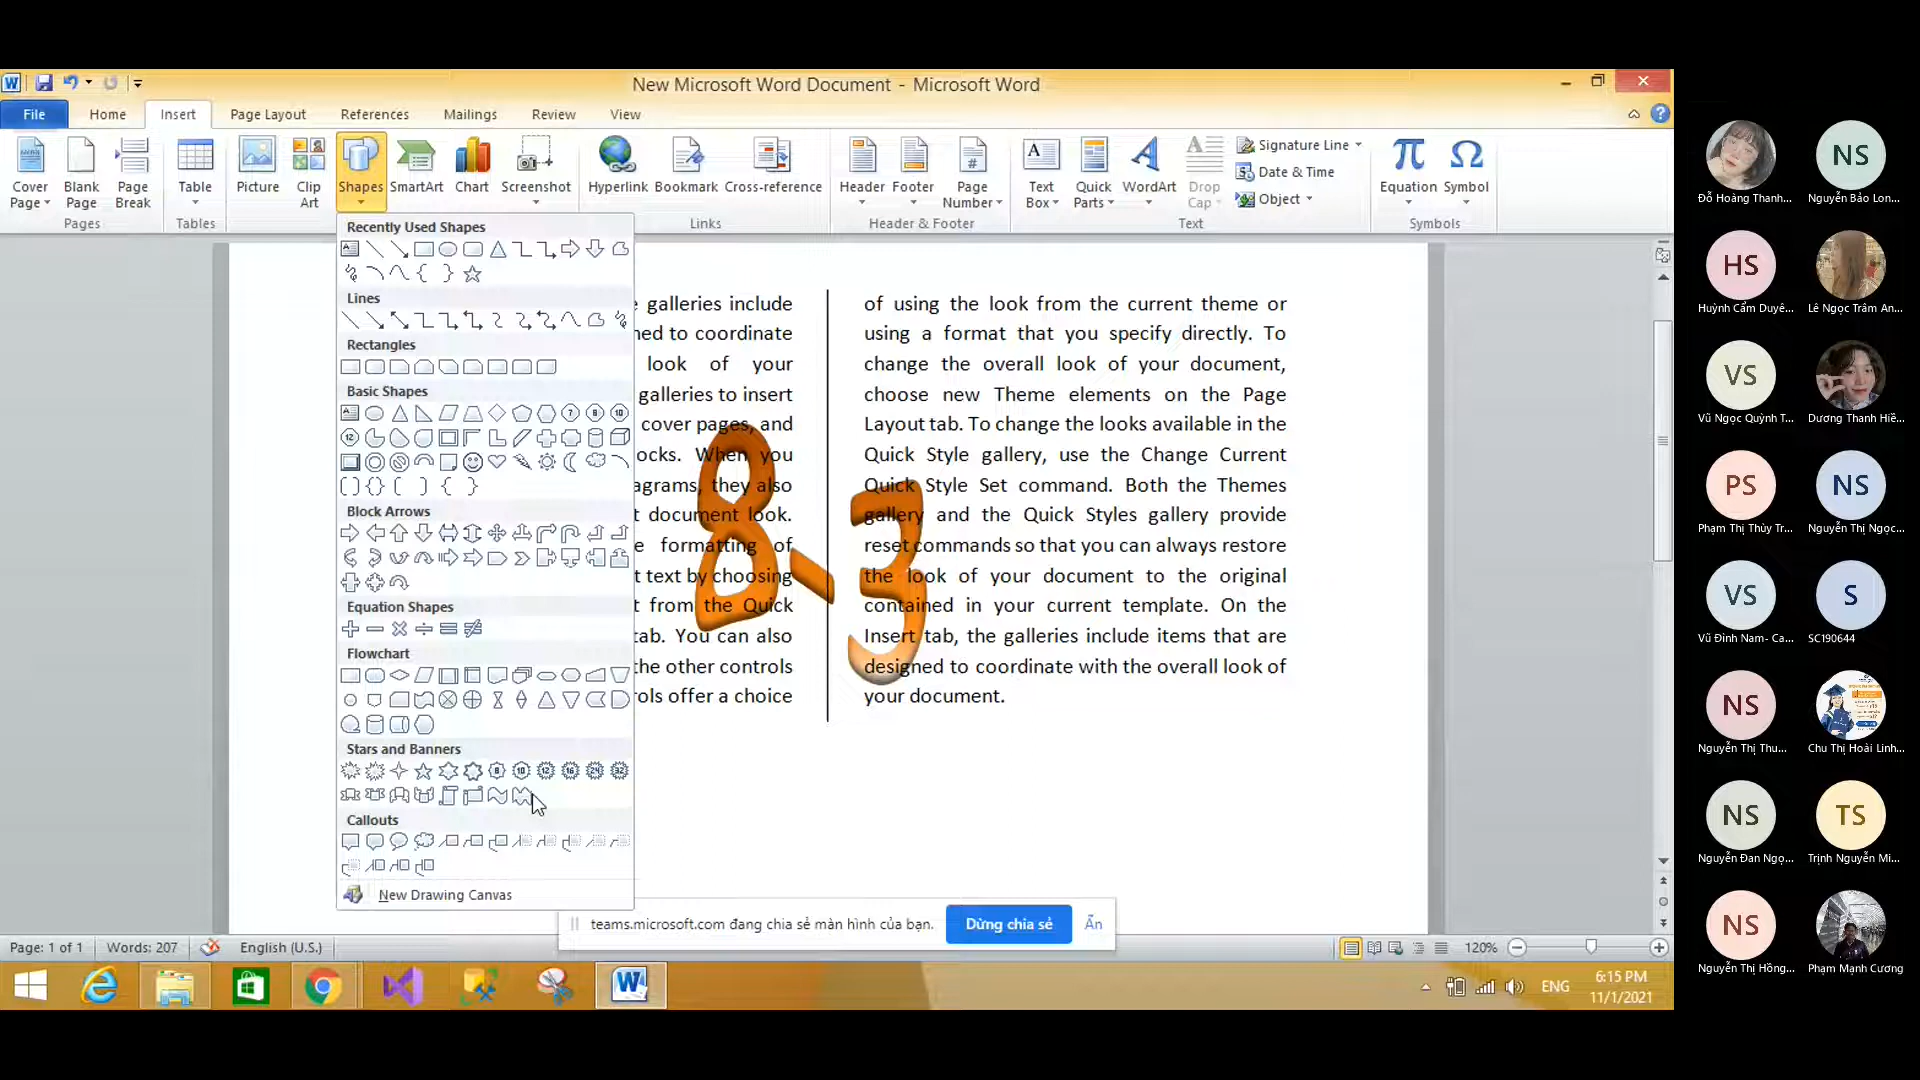 New Microsoft Word Document - Microsoft Word
File Home Insert Page Layout References Mailings Review View
Cover Page
Blank Page
Page Break
Table
Picture
Clip Art
Shapes
SmartArt
Chart
Screenshot
Hyperlink
Bookmark
Cross-reference
Header
Footer
Page Number
Text Box
Quick Parts
WordArt
Drop Cap
Signature Line
Date & Time
Object
Equation
Symbol
Pages
Tables
Links
Header & Footer
Text
Symbols
Recently Used Shapes
Lines
Rectangles
Basic Shapes
Block Arrows
Equation Shapes
Flowchart
Stars and Banners
Callouts
New Drawing Canvas
galleries include
to coordinate
look of your
galleries to insert
cover pages, and
When you
they also
document look.
formatting of
text by choosing
from the Quick
You can also
the other controls
offer a choice
8-3
of using the look from the current theme or
using a format that you specify directly. To
change the overall look of your document,
choose new Theme elements on the Page
Layout tab. To change the looks available in the
Quick Style gallery, use the Change Current
Quick Style Set command. Both the Themes
gallery and the Quick Styles gallery provide
reset commands so that you can always restore
the look of your document to the original
contained in your current template. On the
Insert tab, the galleries include items that are
designed to coordinate with the overall look of
your document.
teams.microsoft.com đang chia sẻ màn hình của bạn. Dừng chia sẻ Ẩn
Page: 1 of 1 Words: 207 English (U.S.) 120%
ENG
6:15 PM
11/1/2021
Đỗ Hoàng Thanh...
NS
Nguyễn Bảo Lon...
HS
Huỳnh Cẩm Duyê...
Lê Ngọc Trâm An...
VS
Vũ Ngọc Quỳnh T...
Dương Thanh Hiề...
PS
Phạm Thị Thùy Tr...
NS
Nguyễn Thị Ngọc...
VS
Vũ Đình Nam- Ca...
S
SC190644
NS
Nguyễn Thị Thu...
Chu Thị Hoài Linh...
NS
Nguyễn Đan Ngọ...
TS
Trịnh Nguyễn Mi...
NS
Nguyễn Thị Hồng...
Phạm Mạnh Cương